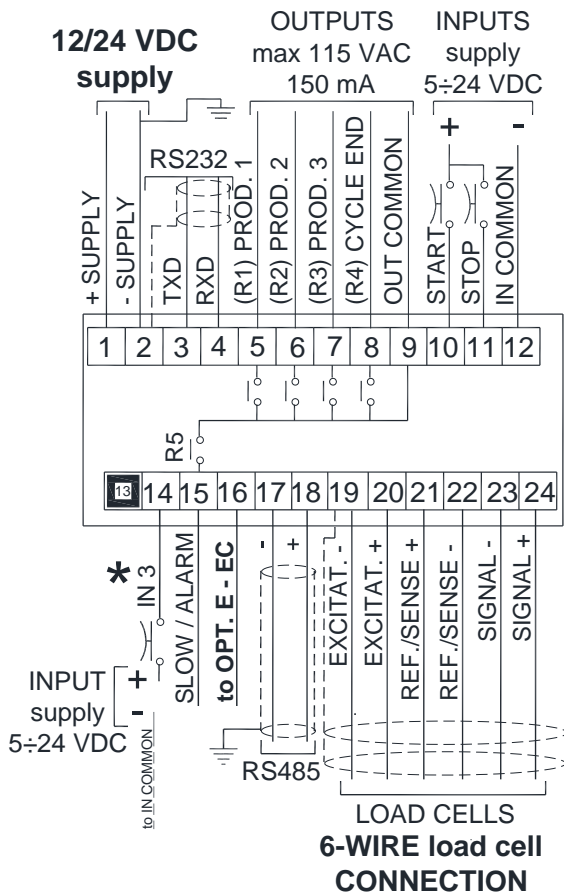 12/24 VDC
supply
OUTPUTS
max 115 VAC
150 mA
INPUTS
supply
5÷24 VDC
+ -
RS232
+ SUPPLY
- SUPPLY
TXD
RXD
(R1) PROD. 1
(R2) PROD. 2
(R3) PROD. 3
(R4) CYCLE END
OUT COMMON
START
STOP
IN COMMON
1 2 3 4 5 6 7 8 9 10 11 12
R5
13 14 15 16 17 18 19 20 21 22 23 24
*
IN 3
SLOW / ALARM
to OPT. E - EC
- +
EXCITAT. -
EXCITAT. +
REF./SENSE +
REF./SENSE -
SIGNAL -
SIGNAL +
INPUT
supply
5÷24 VDC
+
-
to IN COMMON
RS485
LOAD CELLS
6-WIRE load cell
CONNECTION